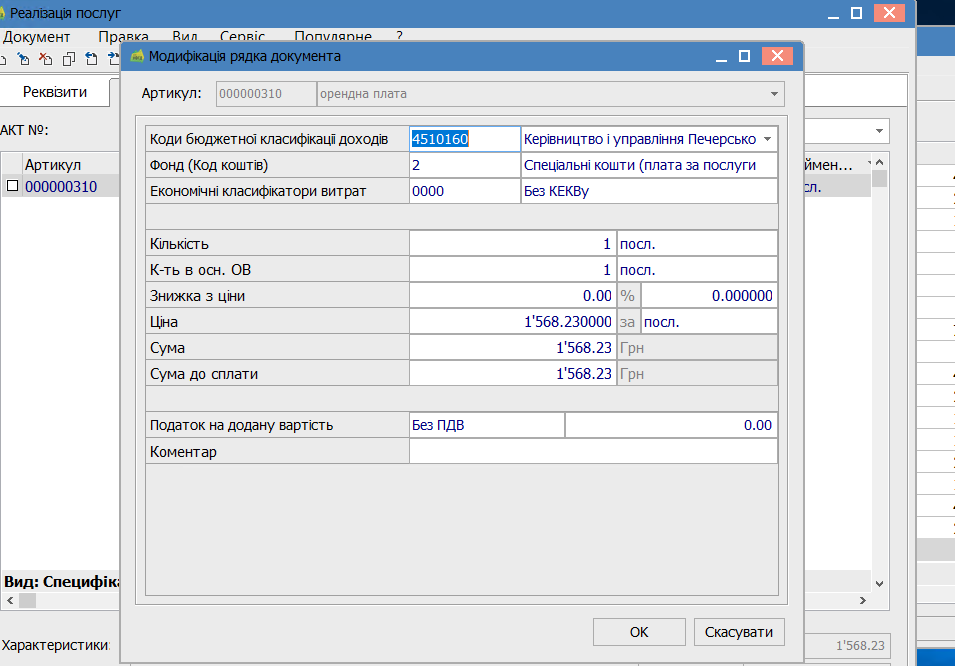 Реалізація послуг
Документ Правка Вид Сервіс Популярне ?
Модифікація рядка документа
Реквізити
Артикул: 000000310 орендна плата
АКТ №:
Артикул
000000310
Коди бюджетної класифікації доходів 4510160 Керівництво і управління Печерсько
Фонд (Код коштів) 2 Спеціальні кошти (плата за послуги
Економічні класифікатори витрат 0000 Без КЕКВу
Кількість 1 посл.
К-ть в осн. ОВ 1 посл.
Знижка з ціни 0.00 % 0.000000
Ціна 1'568.230000 за посл.
Сума 1'568.23 Грн
Сума до сплати 1'568.23 Грн
Податок на додану вартість Без ПДВ 0.00
Коментар
Вид: Специфіка
OK Скасувати
Характеристики: 1'568.23